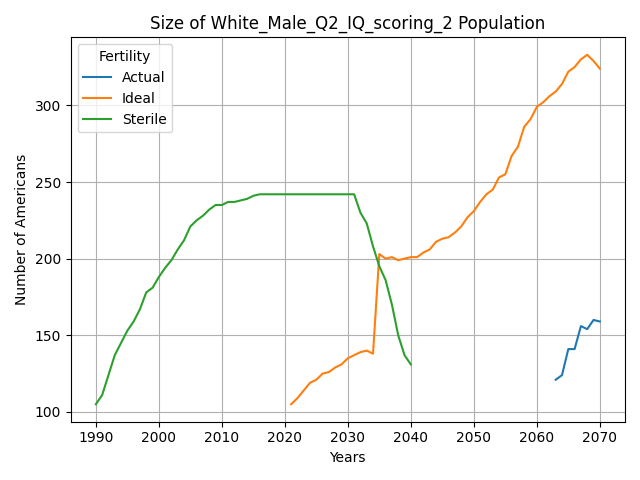 Size of White_Male_Q2_IQ_scoring_2 Population
Fertility
Actual
Ideal
Sterile
Number of Americans
300
250
200
150
100
1990 2000 2010 2020 2030 2040 2050 2060 2070
Years